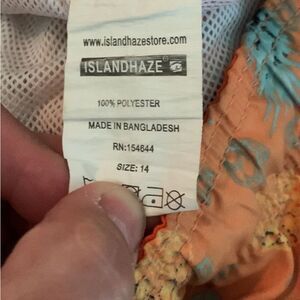 www.islandhazestore.com
ISLANDHAZE
100% POLYESTER
MADE IN BANGLADESH
RN:154644
SIZE: 14